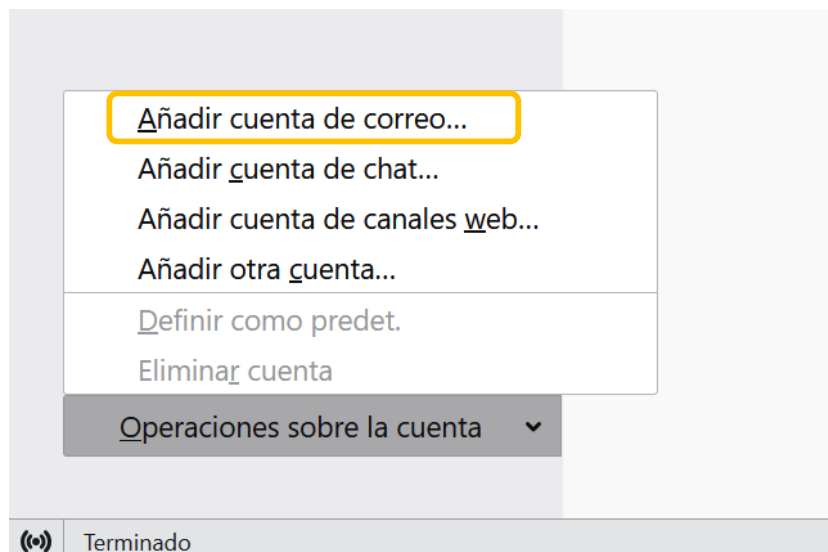 Añadir cuenta de correo...
Añadir cuenta de chat...
Añadir cuenta de canales web...
Añadir otra cuenta...
Definir como predet.
Eliminar cuenta
Operaciones sobre la cuenta
Terminado